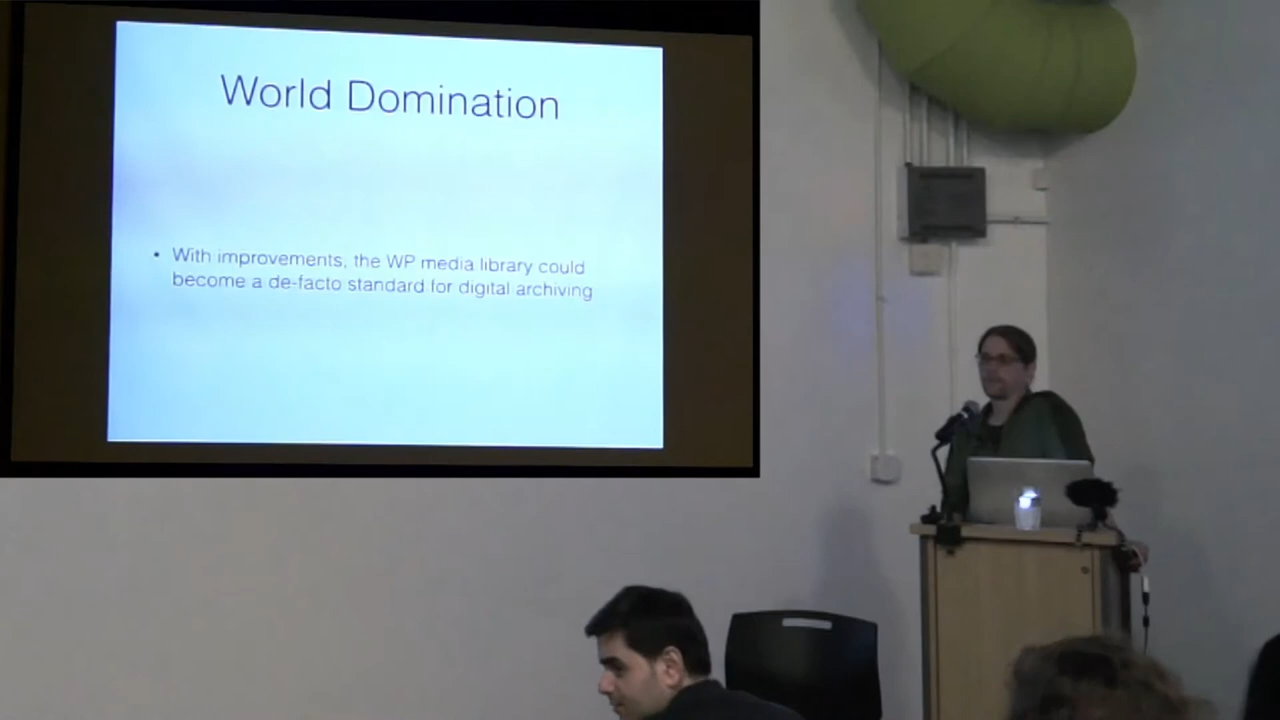 World Domination
• With improvements, the WP media library could
become a de-facto standard for digital archiving